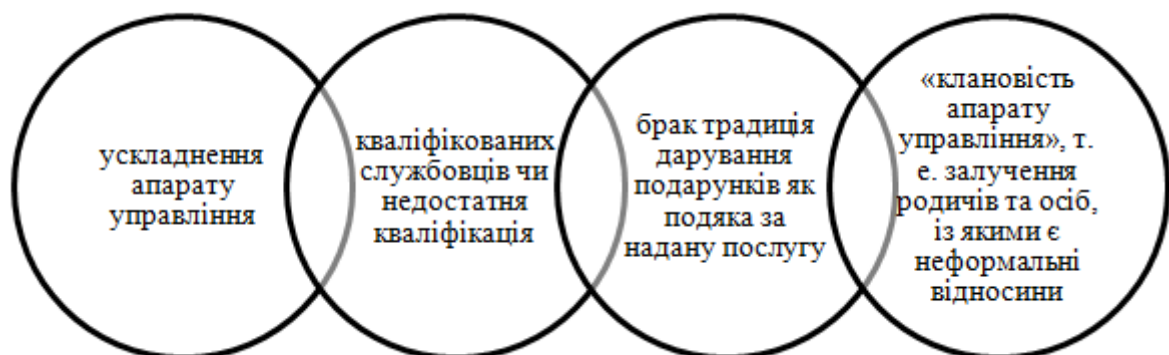 ускладнення
апарату
управління
кваліфікованих
службовців чи
недостатня
кваліфікація
брак традиція
дарування
подарунків як
подяка за
надану послугу
«клановість
апарату
управління», т.
е. залучення
родичів та осіб,
із якими є
неформальні
відносини